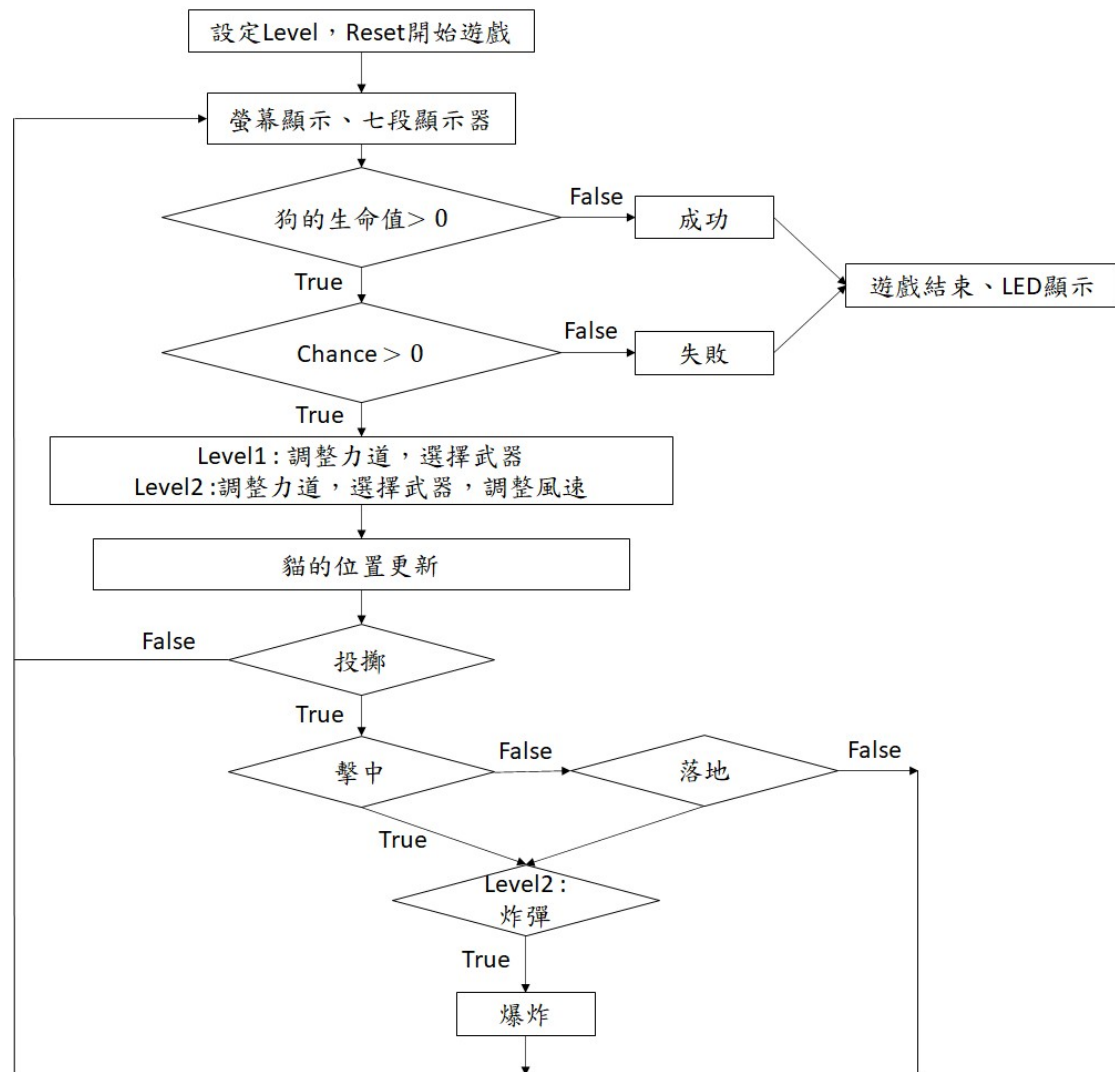 設定Level，Reset開始遊戲
螢幕顯示、七段顯示器
狗的生命值> 0
False
成功
True
遊戲結束、LED顯示
Chance > 0
False
失敗
True
Level1 : 調整力道，選擇武器
Level2 :調整力道，選擇武器，調整風速
貓的位置更新
False
投擲
True
擊中
False
落地
False
True
Level2 :
炸彈
True
爆炸